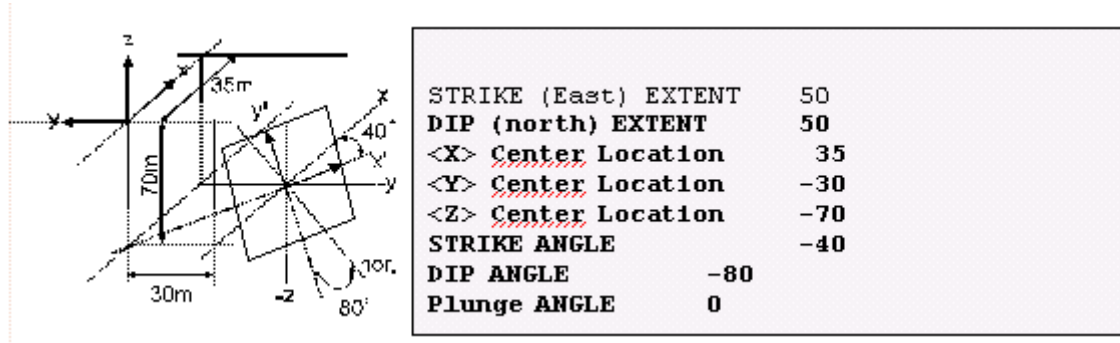 z
x
35m
y
y'
x
40°
x'
70m
-y
hor.
30m
-z
80°
STRIKE (East) EXTENT 50
DIP (north) EXTENT 50
<X> Center Location 35
<Y> Center Location -30
<Z> Center Location -70
STRIKE ANGLE -40
DIP ANGLE -80
Plunge ANGLE 0